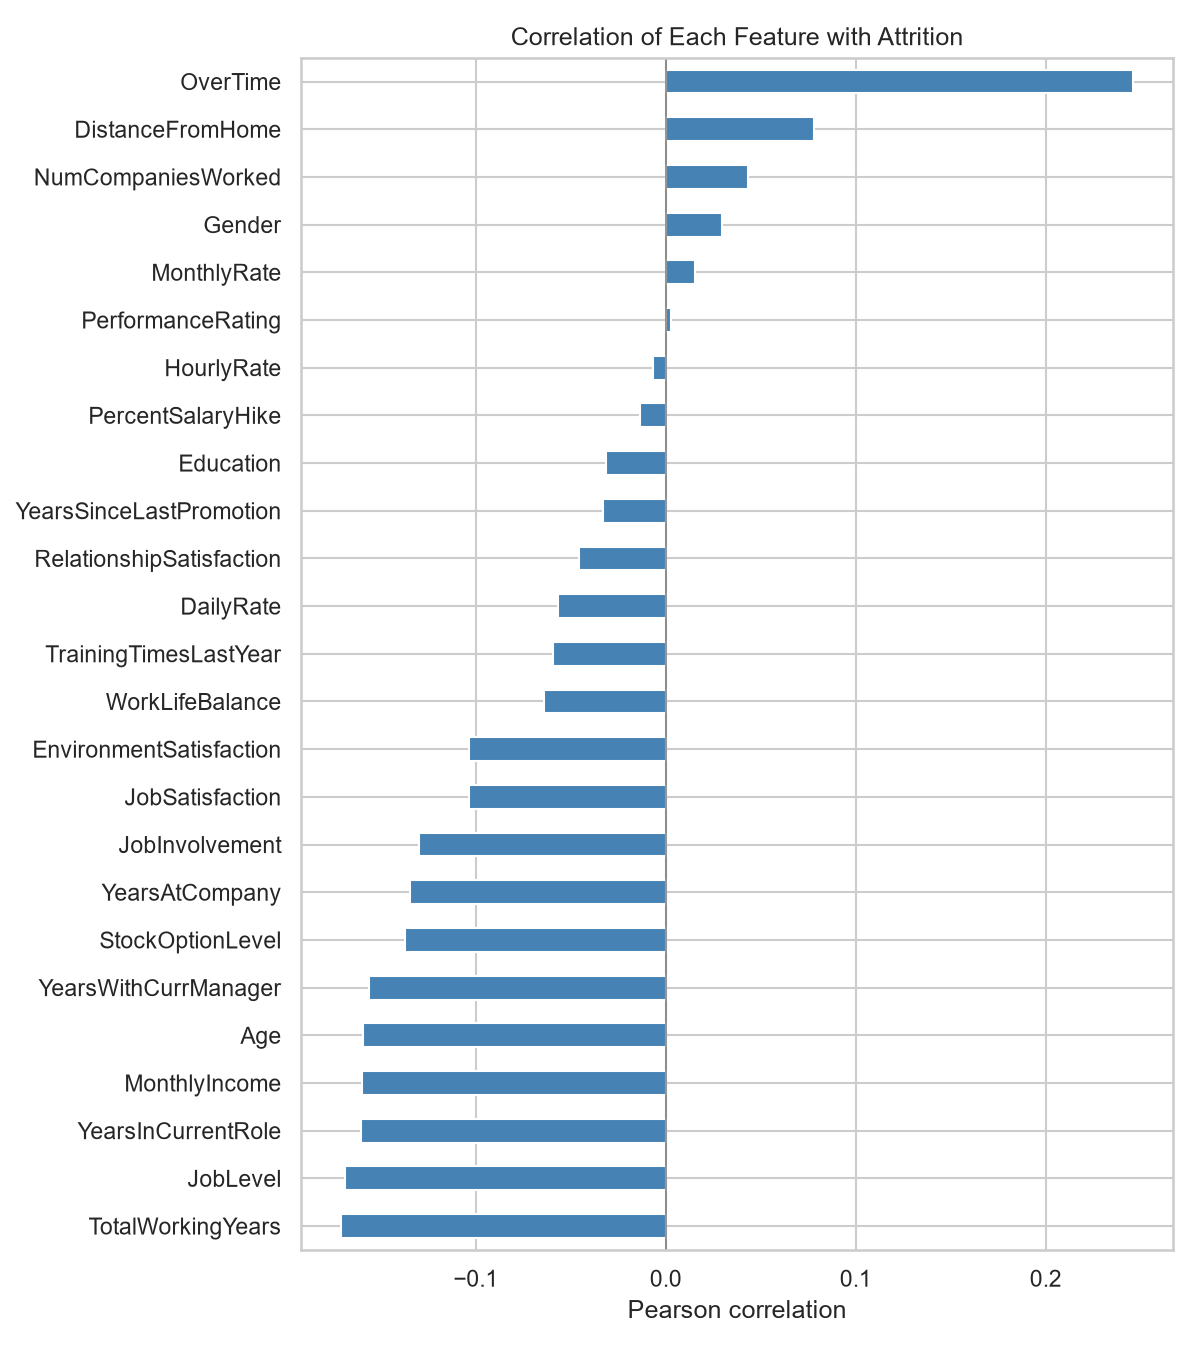 Correlation of Each Feature with Attrition
OverTime
DistanceFromHome
NumCompaniesWorked
Gender
MonthlyRate
PerformanceRating
HourlyRate
PercentSalaryHike
Education
YearsSinceLastPromotion
RelationshipSatisfaction
DailyRate
TrainingTimesLastYear
WorkLifeBalance
EnvironmentSatisfaction
JobSatisfaction
JobInvolvement
YearsAtCompany
StockOptionLevel
YearsWithCurrManager
Age
MonthlyIncome
YearsInCurrentRole
JobLevel
TotalWorkingYears
−0.1 0.0 0.1 0.2
Pearson correlation